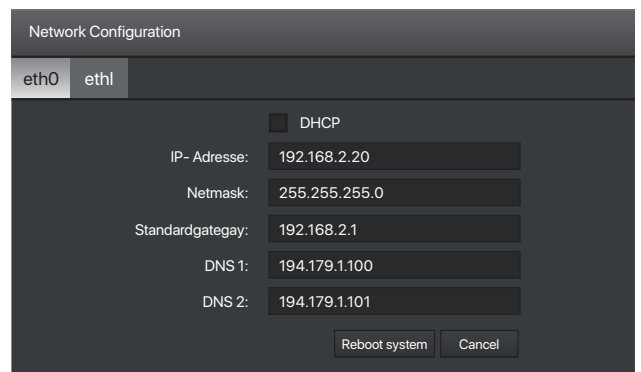 Network Configuration
eth0 ethl
DHCP
IP- Adresse: 192.168.2.20
Netmask: 255.255.255.0
Standardgategay: 192.168.2.1
DNS 1: 194.179.1.100
DNS 2: 194.179.1.101
Reboot system Cancel